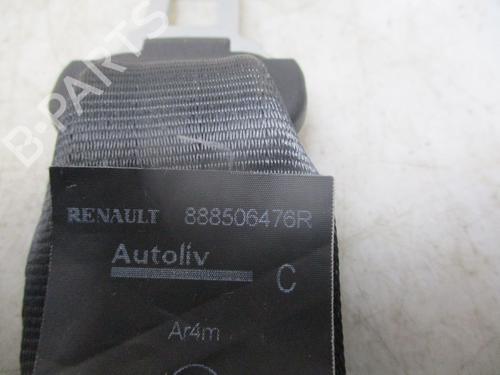 B-PARTS
RENAULT 888506476R
Autoliv
C
Ar4m